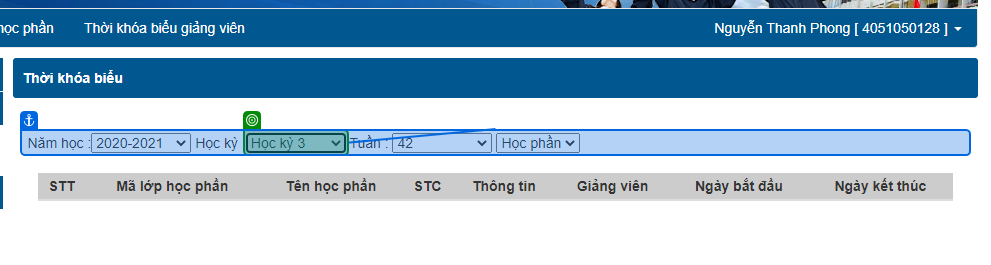 học phần Thời khóa biểu giảng viên Nguyễn Thanh Phong [ 4051050128 ]
Thời khóa biểu
Năm học : 2020-2021 Học kỳ Học kỳ 3 Tuần : 42 Học phần
STT Mã lớp học phần Tên học phần STC Thông tin Giảng viên Ngày bắt đầu Ngày kết thúc